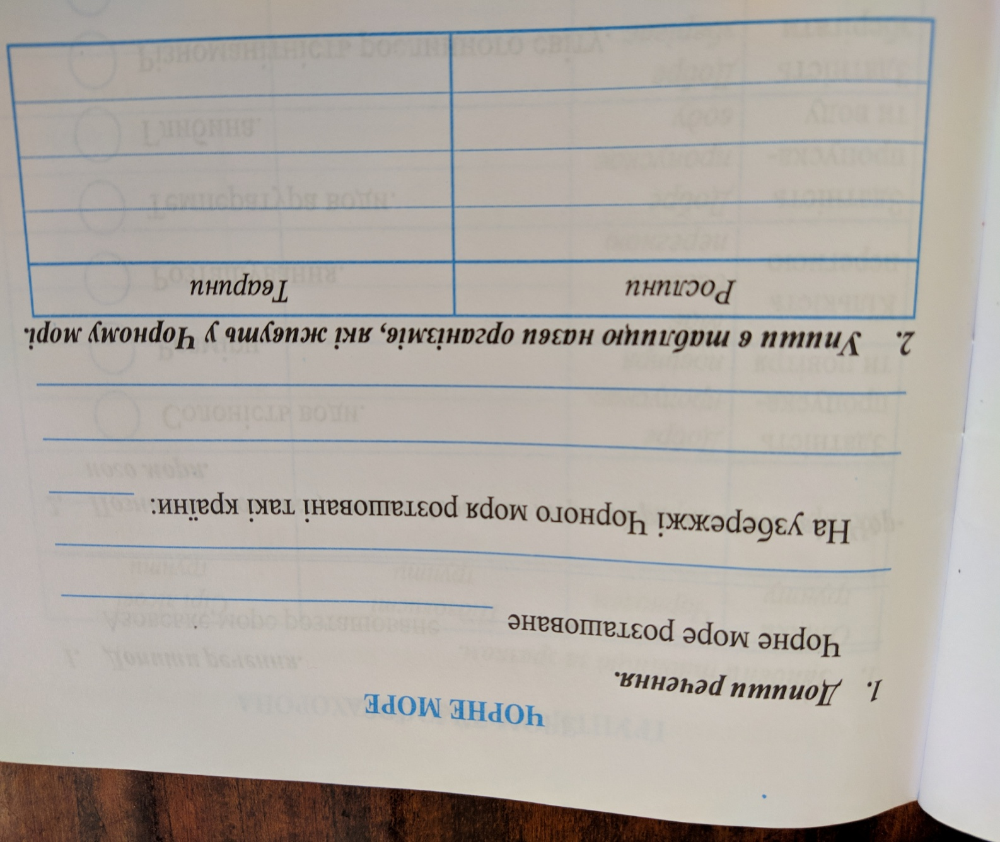 ЧОРНЕ МОРЕ
1. Допиши речення.
Чорне море розташоване
На узбережжі Чорного моря розташовані такі країни:
2. Упиши в таблицю назви організмів, які живуть у Чорному морі.
Рослини Тварини